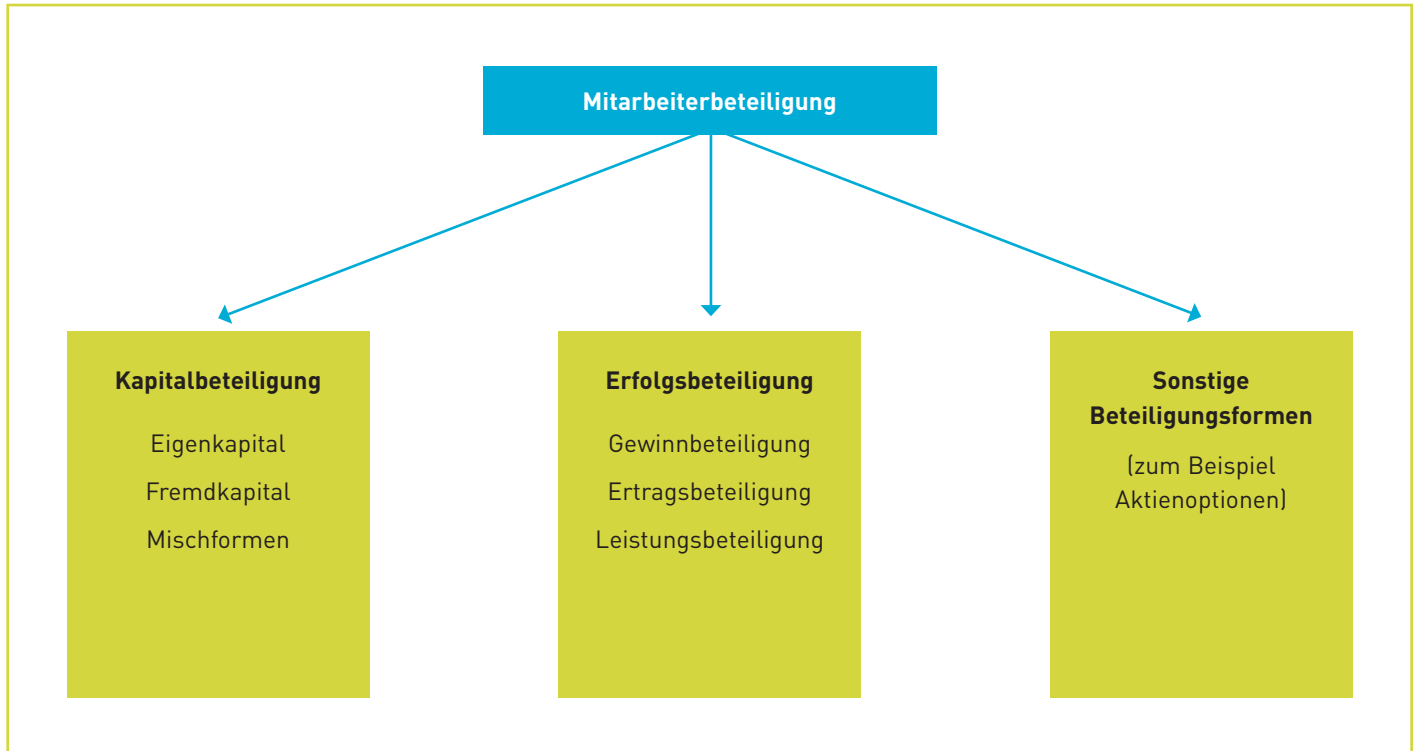 Mitarbeiterbeteiligung
Kapitalbeteiligung
Eigenkapital
Fremdkapital
Mischformen
Erfolgsbeteiligung
Gewinnbeteiligung
Ertragsbeteiligung
Leistungsbeteiligung
Sonstige
Beteiligungsformen
(zum Beispiel
Aktienoptionen)